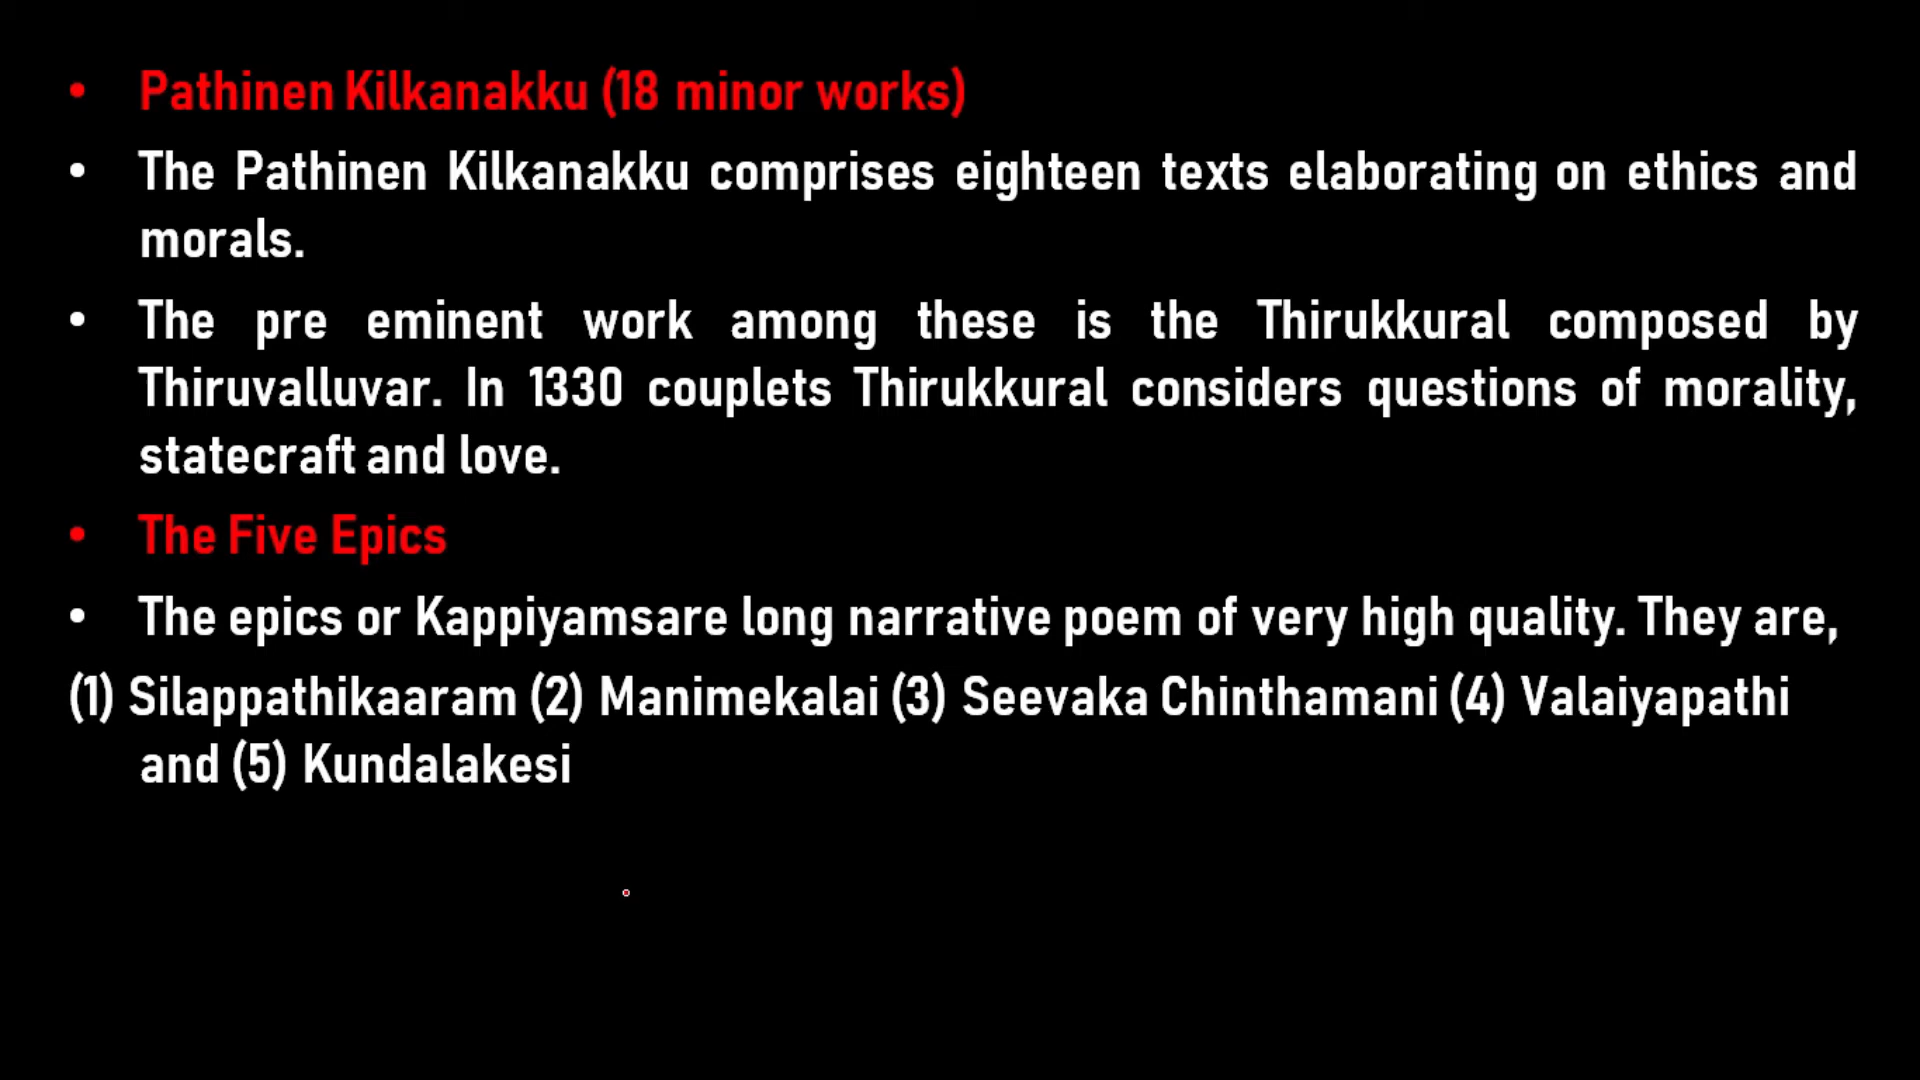 • Pathinen Kilkanakku (18 minor works)
• The Pathinen Kilkanakku comprises eighteen texts elaborating on ethics and
morals.
• The pre eminent work among these is the Thirukkural composed by
Thiruvalluvar. In 1330 couplets Thirukkural considers questions of morality,
statecraft and love.
• The Five Epics
• The epics or Kappiyamsare long narrative poem of very high quality. They are,
(1) Silappathikaaram (2) Manimekalai (3) Seevaka Chinthamani (4) Valaiyapathi
and (5) Kundalakesi